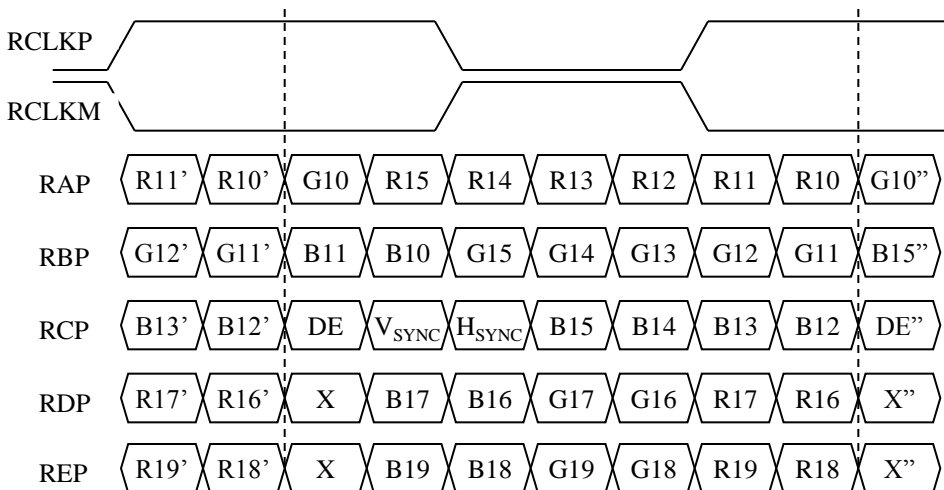 RCLKP
RCLKM
RAP R11’ R10’ G10 R15 R14 R13 R12 R11 R10 G10”
RBP G12’ G11’ B11 B10 G15 G14 G13 G12 G11 B15”
RCP B13’ B12’ DE VSYNC HSYNC B15 B14 B13 B12 DE”
RDP R17’ R16’ X B17 B16 G17 G16 R17 R16 X”
REP R19’ R18’ X B19 B18 G19 G18 R19 R18 X”